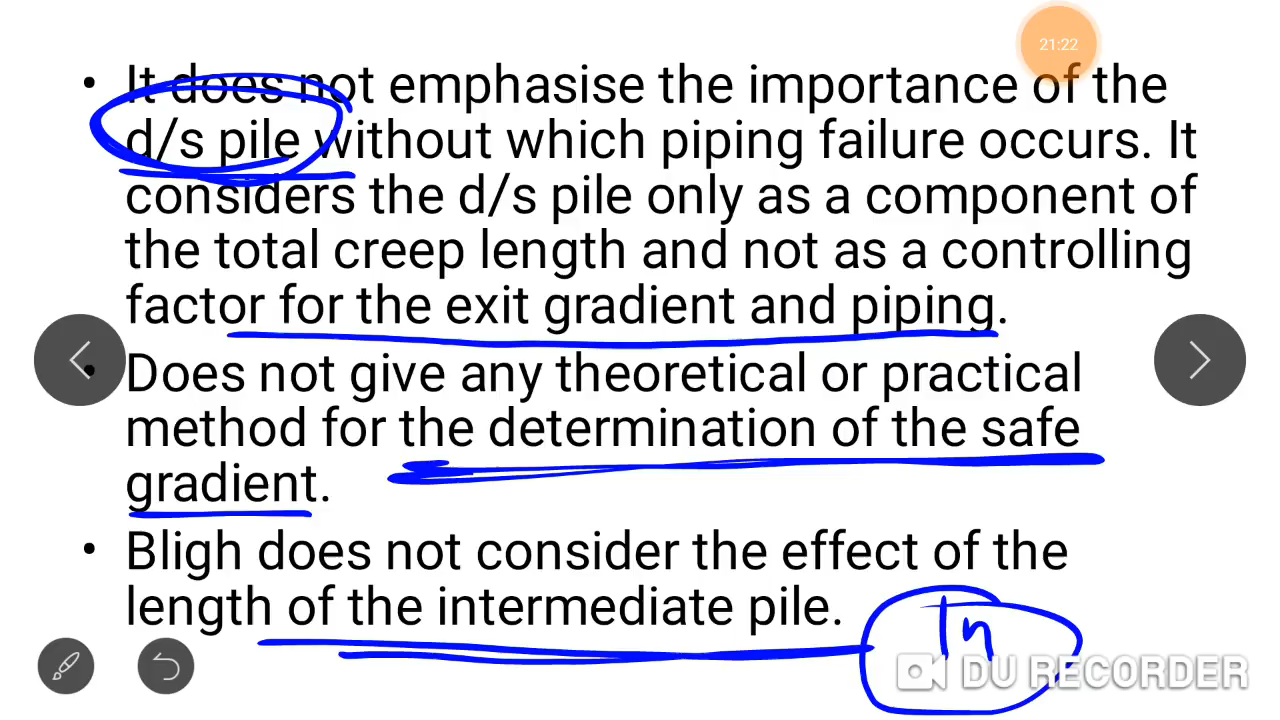 21:22
• It does not emphasise the importance of the
d/s pile without which piping failure occurs. It
considers the d/s pile only as a component of
the total creep length and not as a controlling
factor for the exit gradient and piping.
• Does not give any theoretical or practical
method for the determination of the safe
gradient.
• Bligh does not consider the effect of the
length of the intermediate pile.
In
DU RECORDER